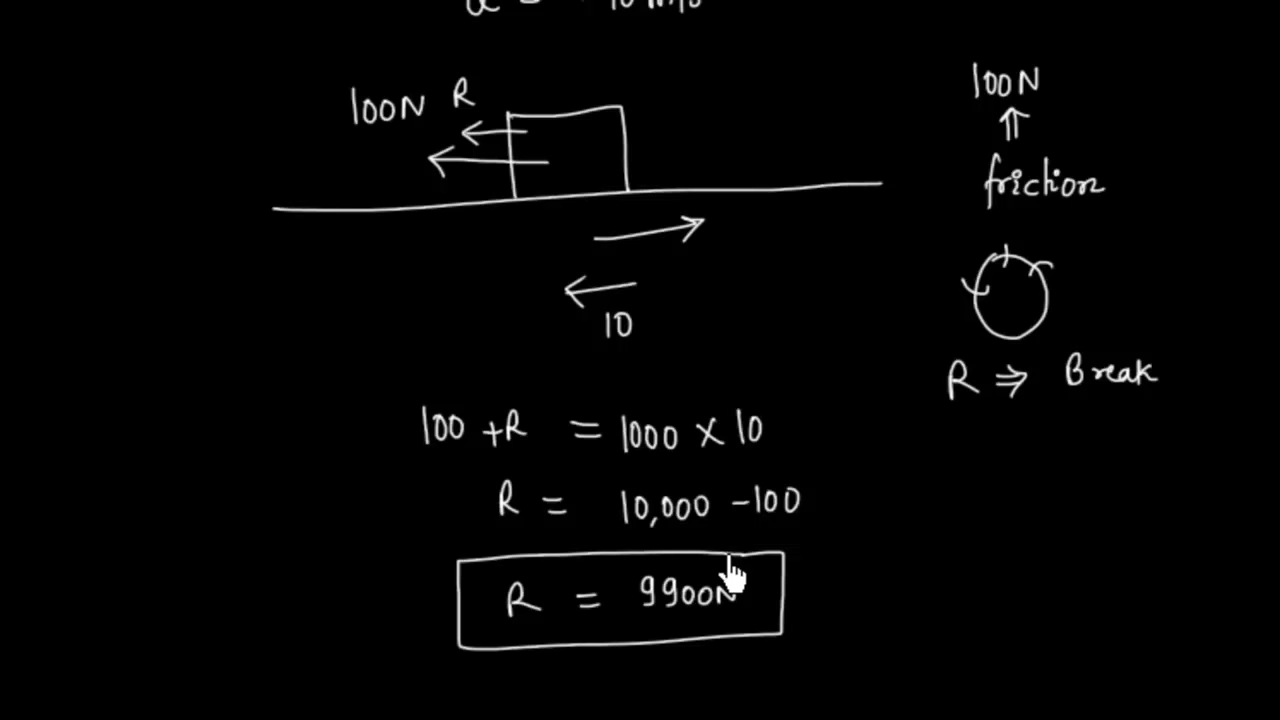 100N R
100N
friction
10
R ⇒ Break
100 + R = 1000 × 10
R = 10,000 - 100
R = 9900N